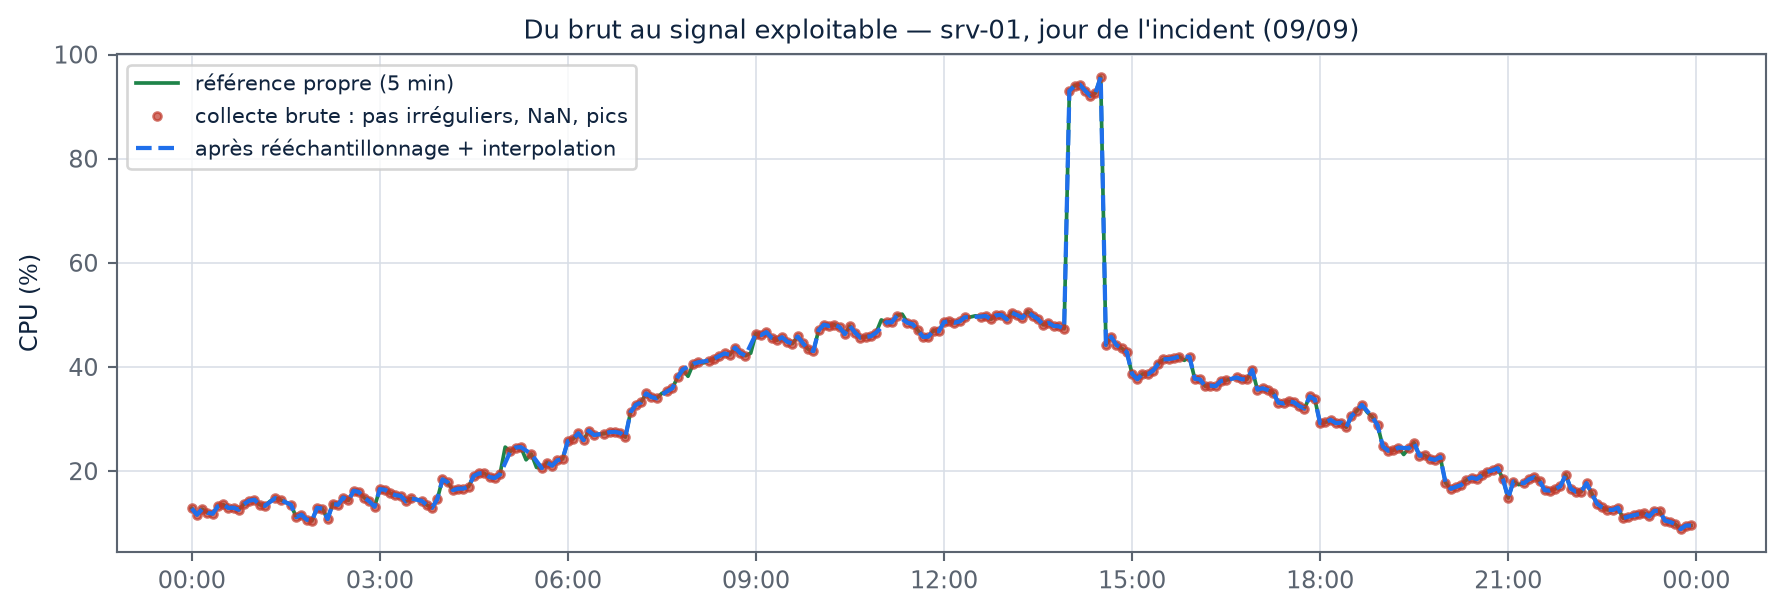 Du brut au signal exploitable — srv-01, jour de l'incident (09/09)
référence propre (5 min)
collecte brute : pas irréguliers, NaN, pics
après rééchantillonnage + interpolation
CPU (%)
100
80
60
40
20
00:00
03:00
06:00
09:00
12:00
15:00
18:00
21:00
00:00